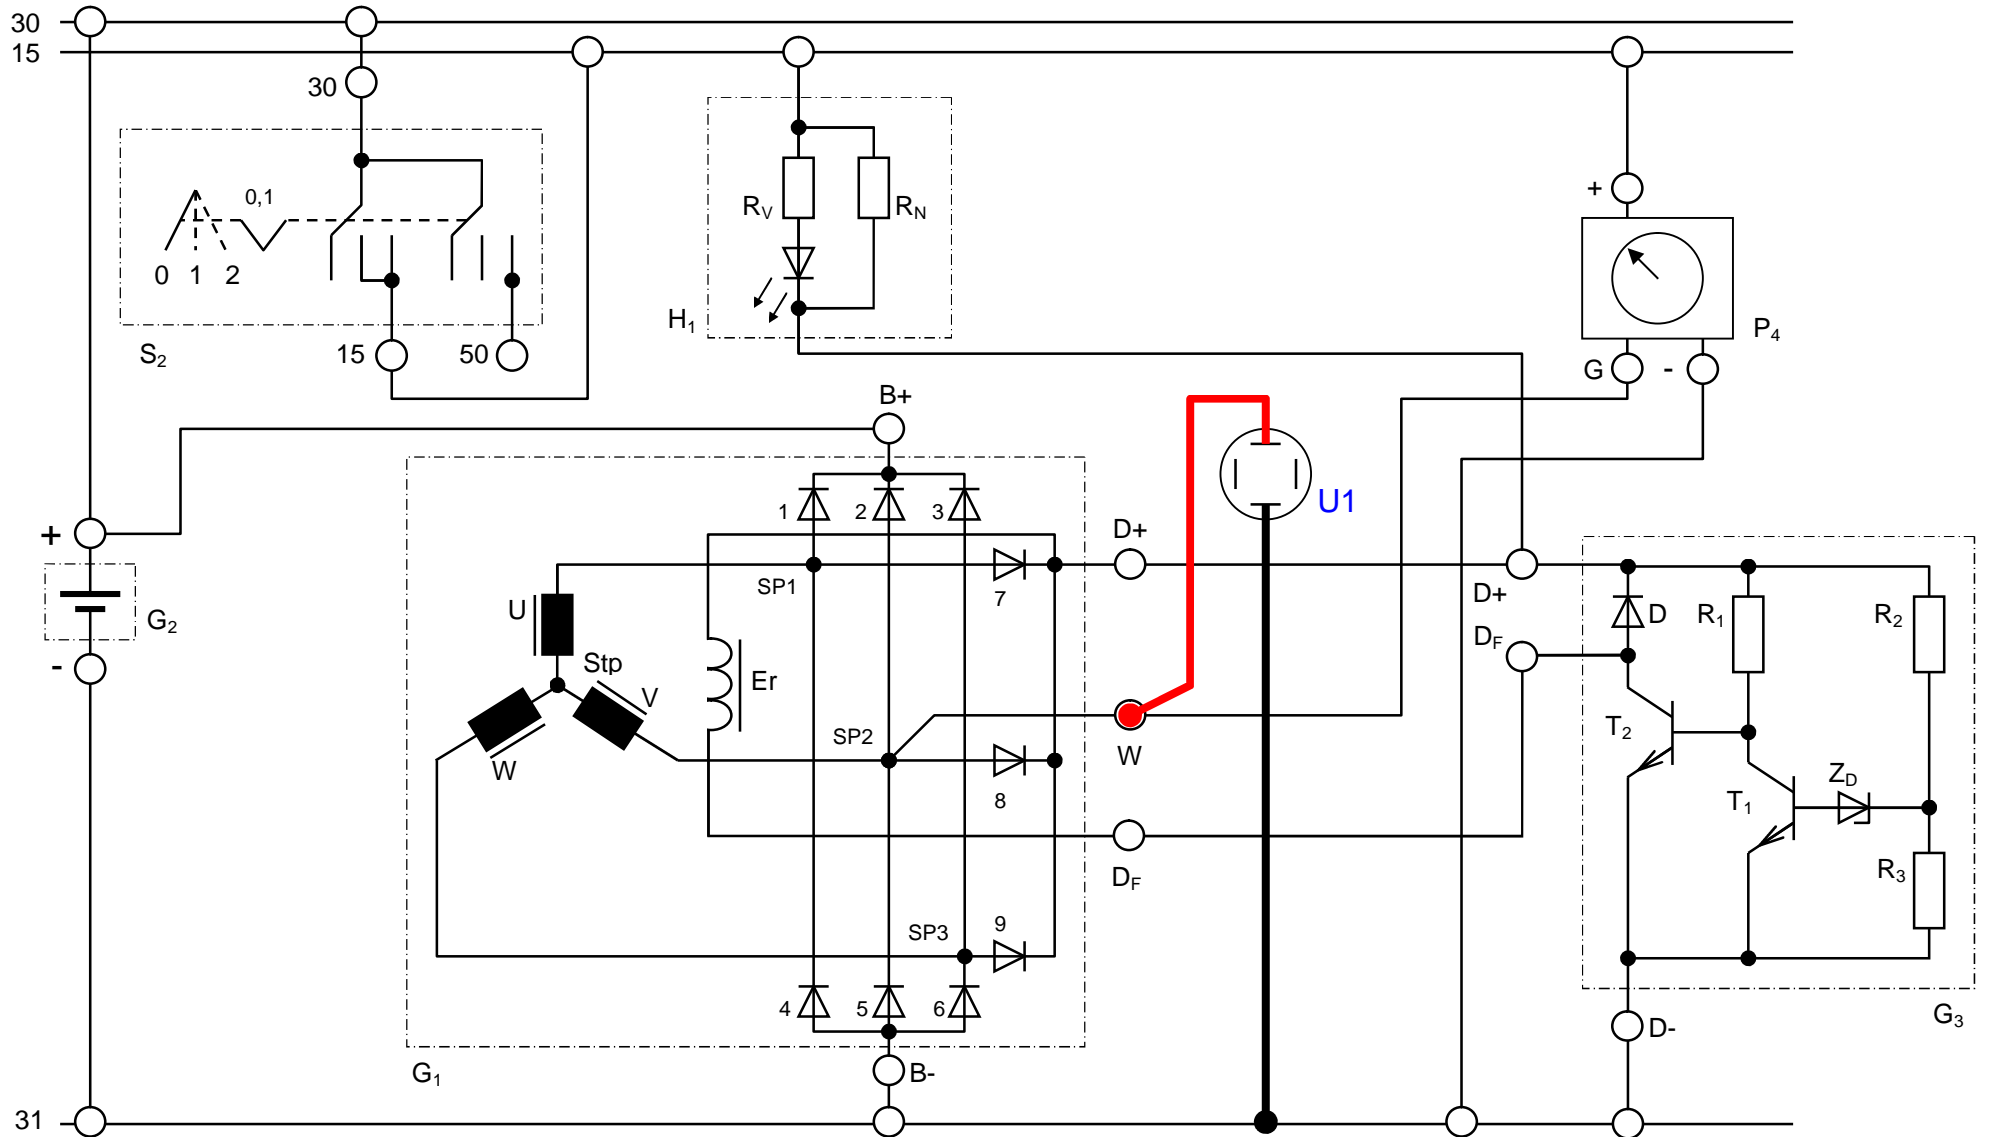 30
15
30
0,1
0 1 2
S2
15
50
RV
RN
H1
+
P4
G
-
B+
U1
+
G2
-
1
2
3
D+
SP1
7
U
Stp
V
W
Er
SP2
W
8
DF
SP3
9
4
5
6
G1
B-
D+
DF
D
R1
R2
T2
T1
ZD
R3
G3
D-
31